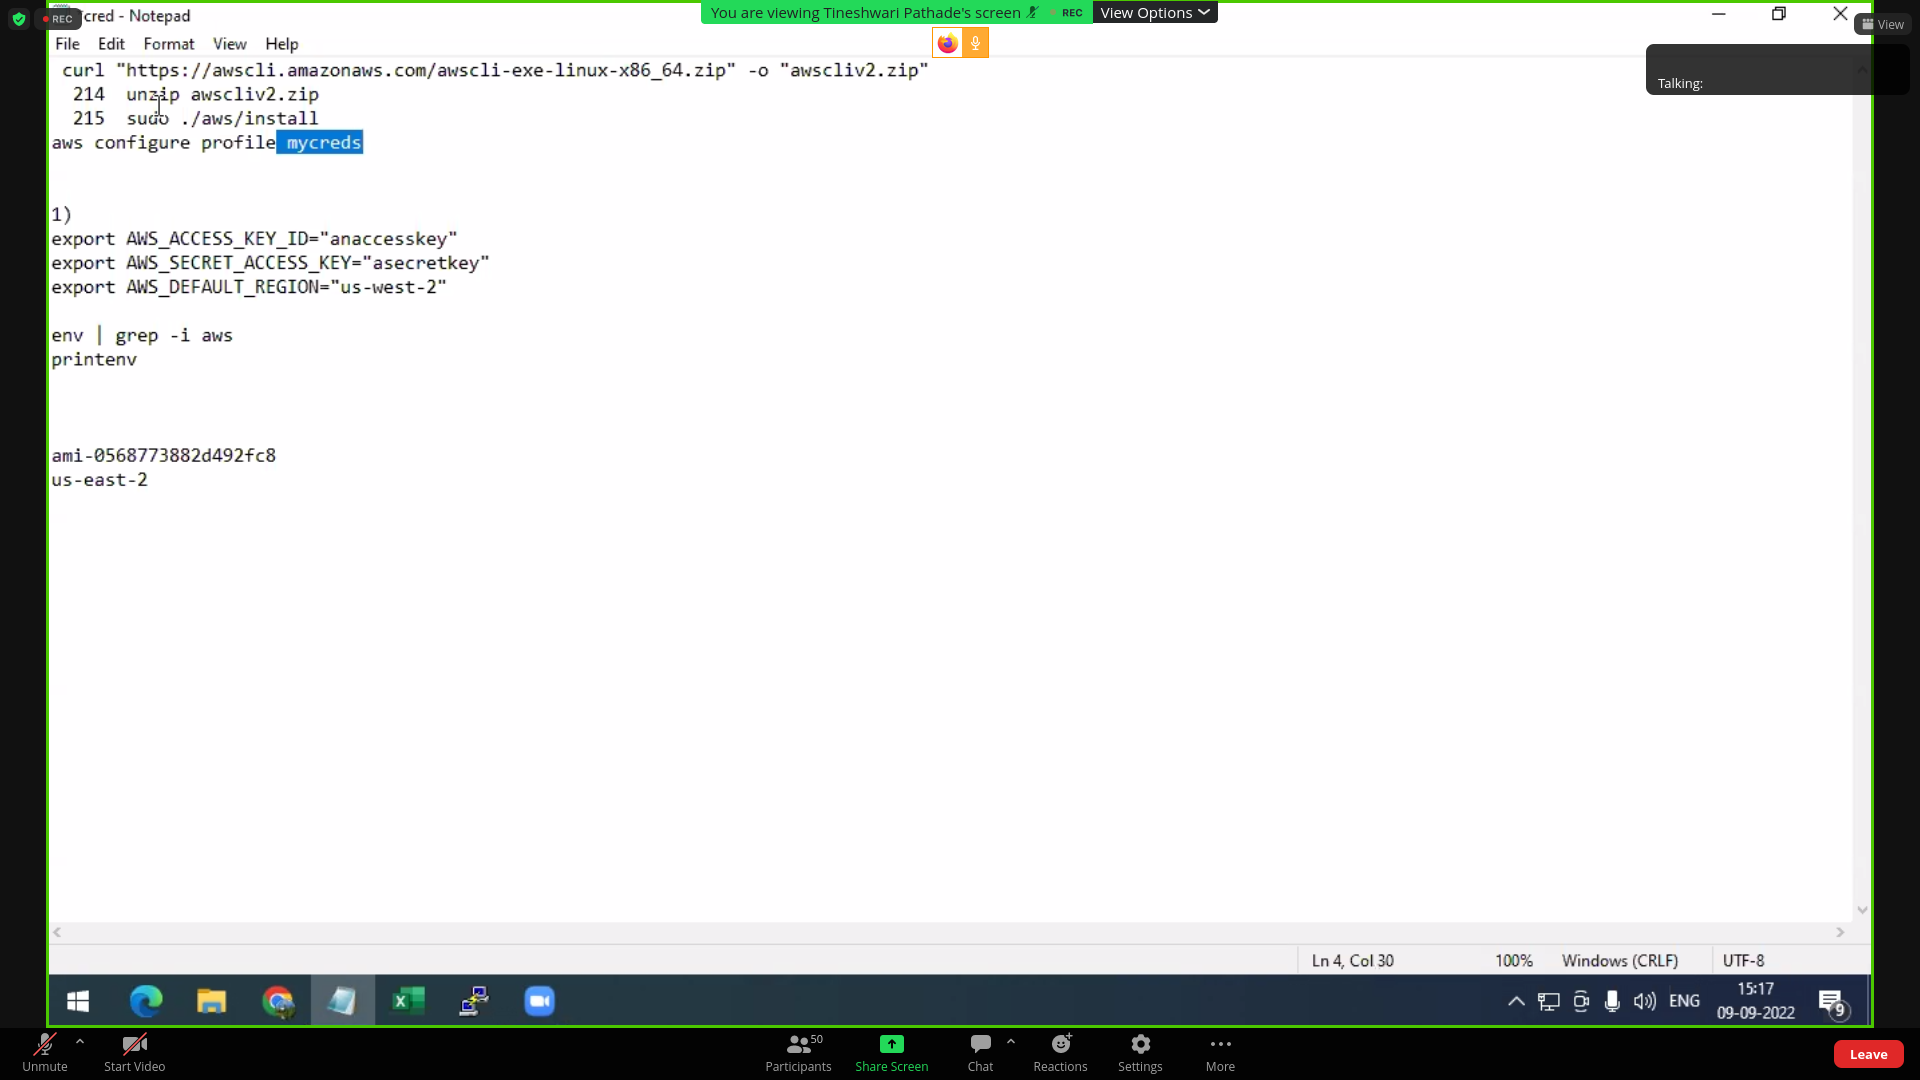 REC
cred - Notepad
You are viewing Tineshwari Pathade's screen
REC
View Options
View
File Edit Format View Help
Talking:
curl "https://awscli.amazonaws.com/awscli-exe-linux-x86_64.zip" -o "awscliv2.zip"
214 unzip awscliv2.zip
215 sudo ./aws/install
aws configure profile mycreds
1)
export AWS_ACCESS_KEY_ID="anaccesskey"
export AWS_SECRET_ACCESS_KEY="asecretkey"
export AWS_DEFAULT_REGION="us-west-2"
env | grep -i aws
printenv
ami-0568773882d492fc8
us-east-2
Ln 4, Col 30 100% Windows (CRLF) UTF-8
ENG
15:17
09-09-2022
9
Unmute
Start Video
50
Participants
Share Screen
Chat
Reactions
Settings
More
Leave